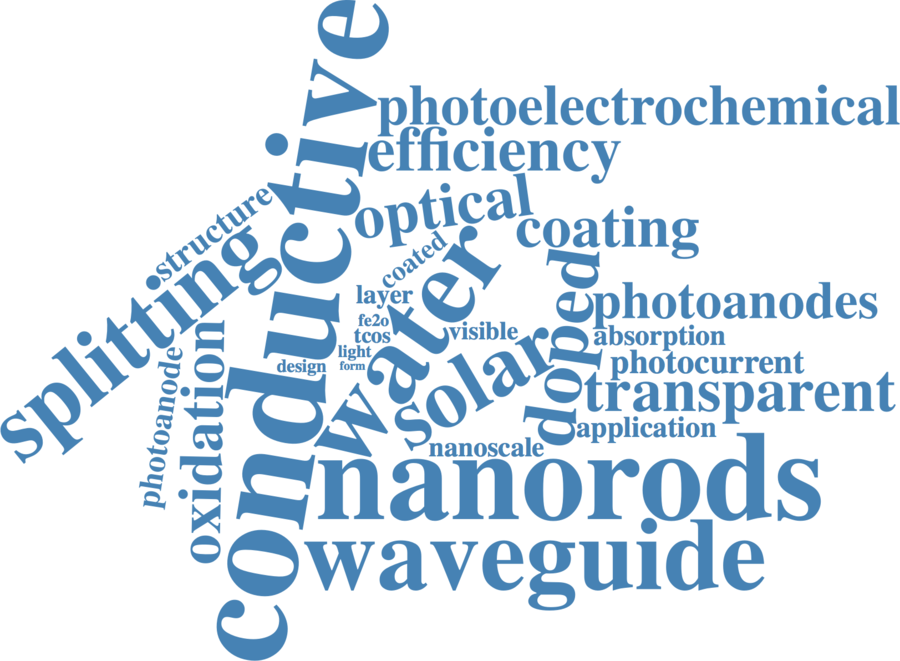 conductive
photoelectrochemical
efficiency
optical
structure
coating
splitting
coated
water
layer
doped
photoanodes
fe2o
tcos
visible
absorption
light
form
design
photocurrent
solar
transparent
photoanode
oxidation
application
nanoscale
nanorods
waveguide